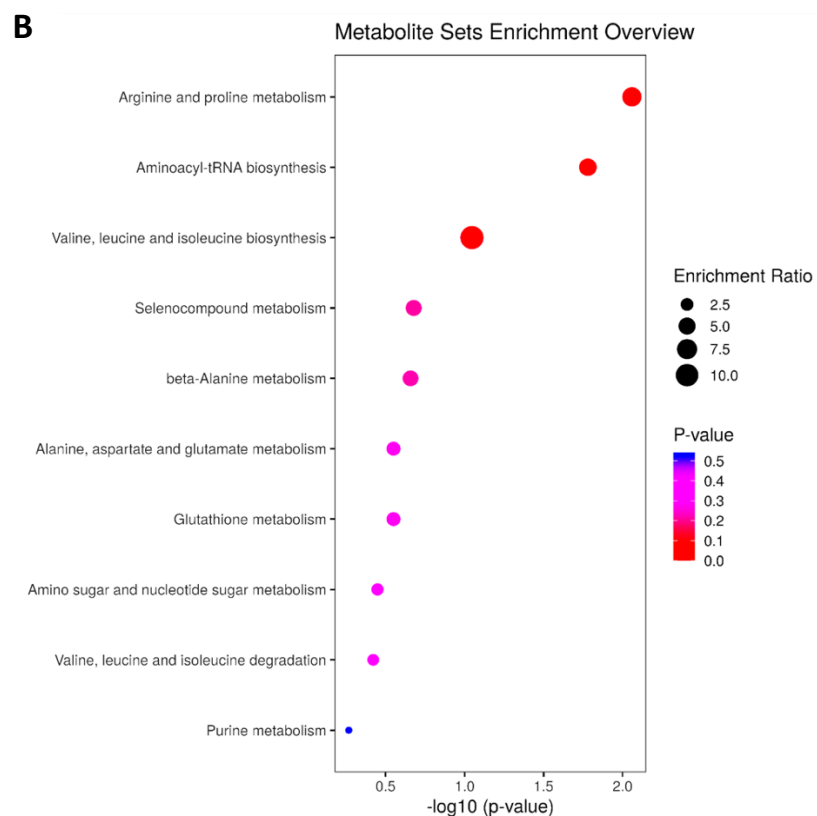 B
Metabolite Sets Enrichment Overview
Arginine and proline metabolism
Aminoacyl-tRNA biosynthesis
Valine, leucine and isoleucine biosynthesis
Selenocompound metabolism
beta-Alanine metabolism
Alanine, aspartate and glutamate metabolism
Glutathione metabolism
Amino sugar and nucleotide sugar metabolism
Valine, leucine and isoleucine degradation
Purine metabolism
0.5 1.0 1.5 2.0
-log10 (p-value)
Enrichment Ratio
2.5
5.0
7.5
10.0
P-value
0.5
0.4
0.3
0.2
0.1
0.0